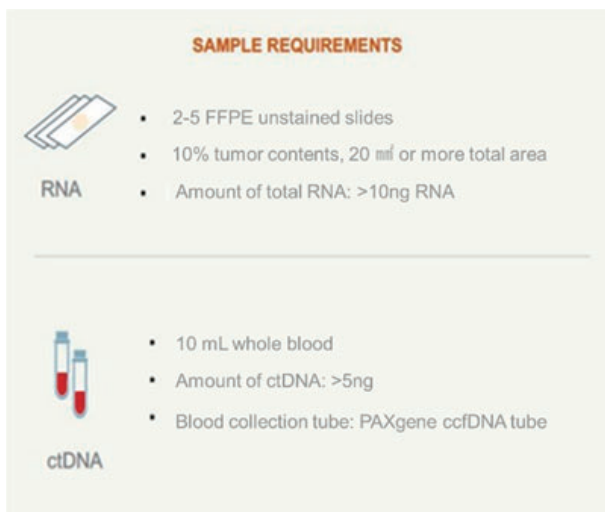 SAMPLE REQUIREMENTS
• 2-5 FFPE unstained slides
• 10% tumor contents, 20 ㎟ or more total area
RNA
• Amount of total RNA: >10ng RNA
• 10 mL whole blood
• Amount of ctDNA: >5ng
• Blood collection tube: PAXgene ccfDNA tube
ctDNA